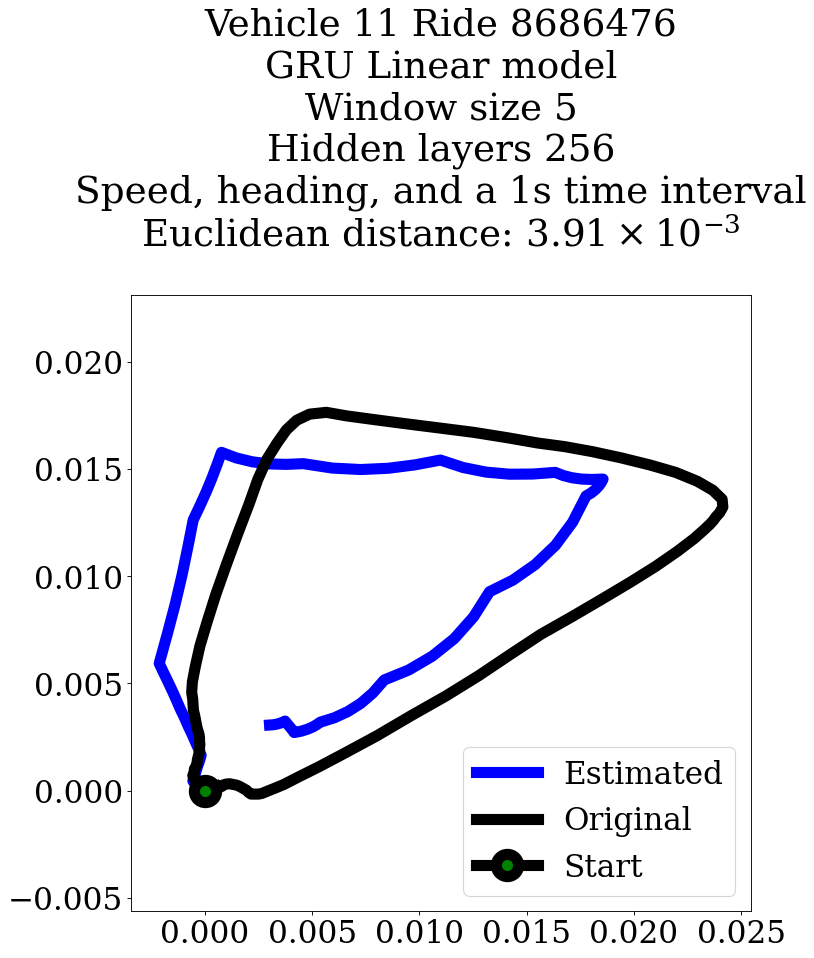 Vehicle 11 Ride 8686476
GRU Linear model
Window size 5
Hidden layers 256
Speed, heading, and a 1s time interval
Euclidean distance: 3.91 × 10⁻³
0.020
0.015
0.010
0.005
0.000
−0.005
Estimated
Original
Start
0.000 0.005 0.010 0.015 0.020 0.025